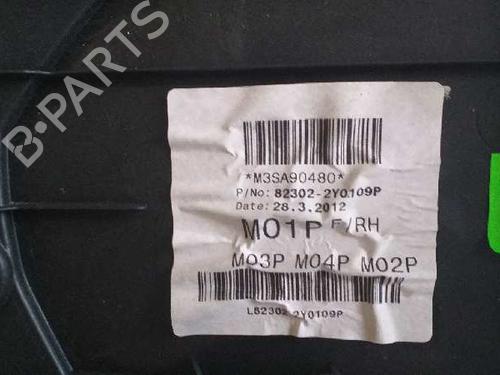 B-PARTS
*M3SA90480*
P/No: 82302-2Y0109P
Date: 28.3.2012
M01P F/RH
M03P M04P M02P
L82302-2Y0109P